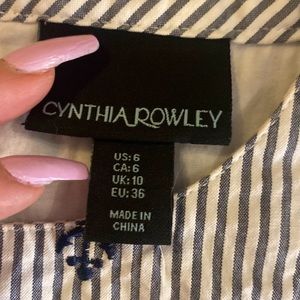 CYNTHIA ROWLEY
US: 6
CA: 6
UK: 10
EU: 36
MADE IN
CHINA